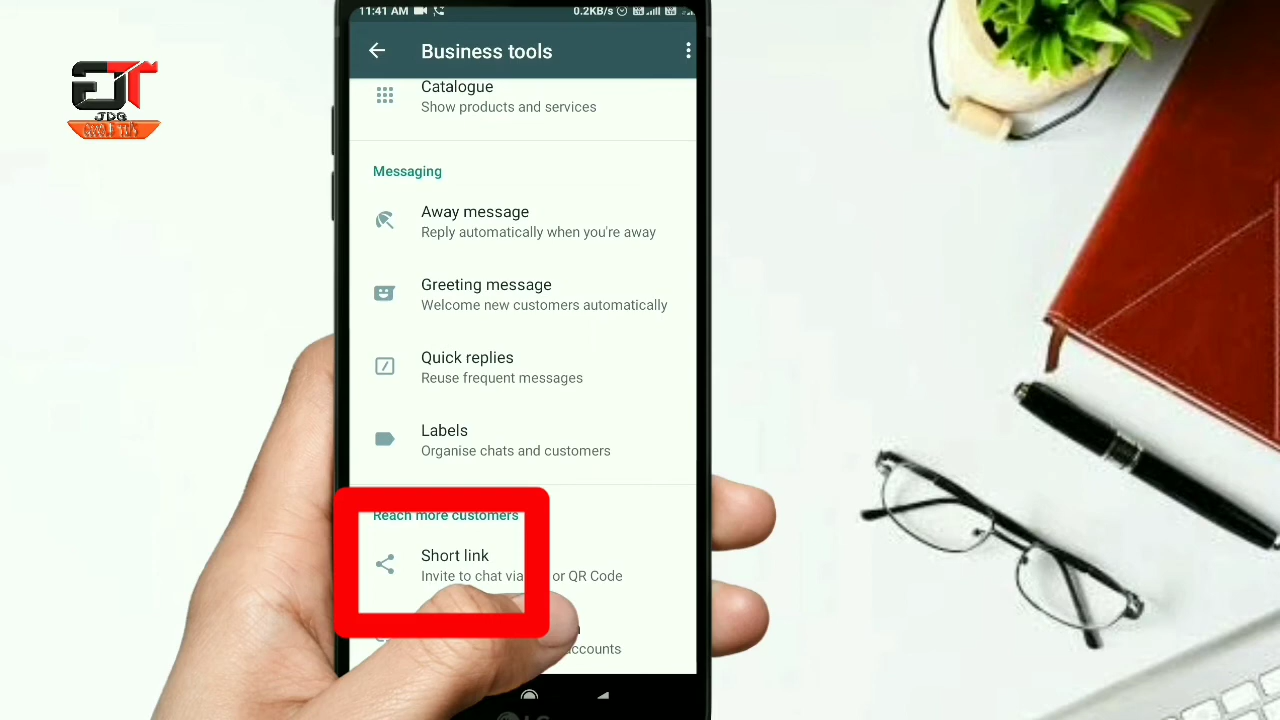 11:41 AM
0.2KB/s
Business tools
Catalogue
Show products and services
Messaging
Away message
Reply automatically when you're away
Greeting message
Welcome new customers automatically
Quick replies
Reuse frequent messages
Labels
Organise chats and customers
Reach more customers
Short link
Invite to chat via or QR Code
accounts
JDG
LG